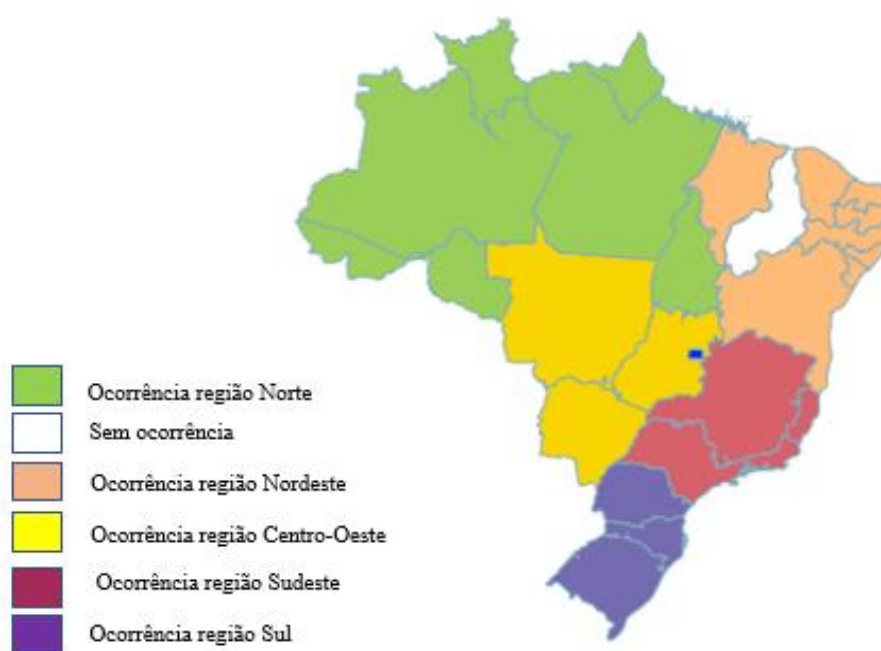 Ocorrência região Norte
Sem ocorrência
Ocorrência região Nordeste
Ocorrência região Centro-Oeste
Ocorrência região Sudeste
Ocorrência região Sul